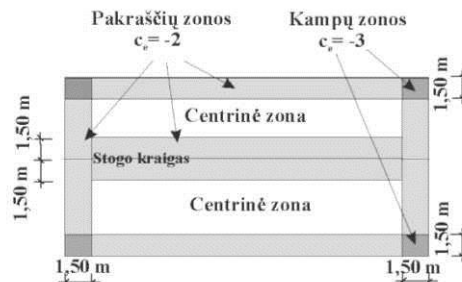 Pakraščių zonos
cₑ= -2
Kampų zonos
cₑ= -3
1,50 m
Centrinė zona
1,50 m
Stogo kraigas
1,50 m
Centrinė zona
1,50 m
1,50 m
1,50 m